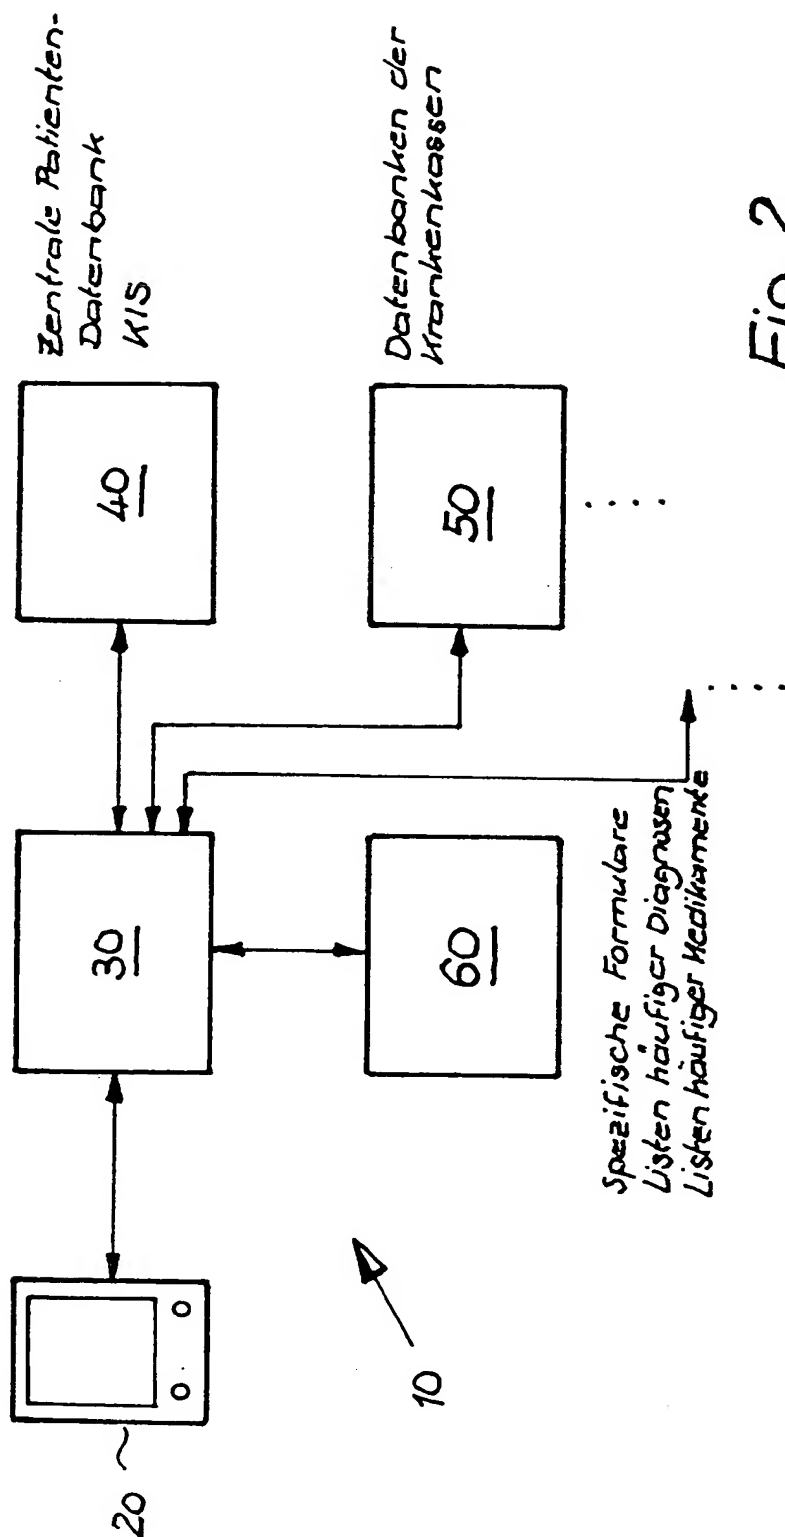 Zentrale Patienten-
Datenbank
KIS
40
Datenbanken der
Krankenkassen
50
30
60
Spezifische Formulare
Listen häufiger Diagnosen
Listen häufiger Medikamente
20
10
Fig. 2